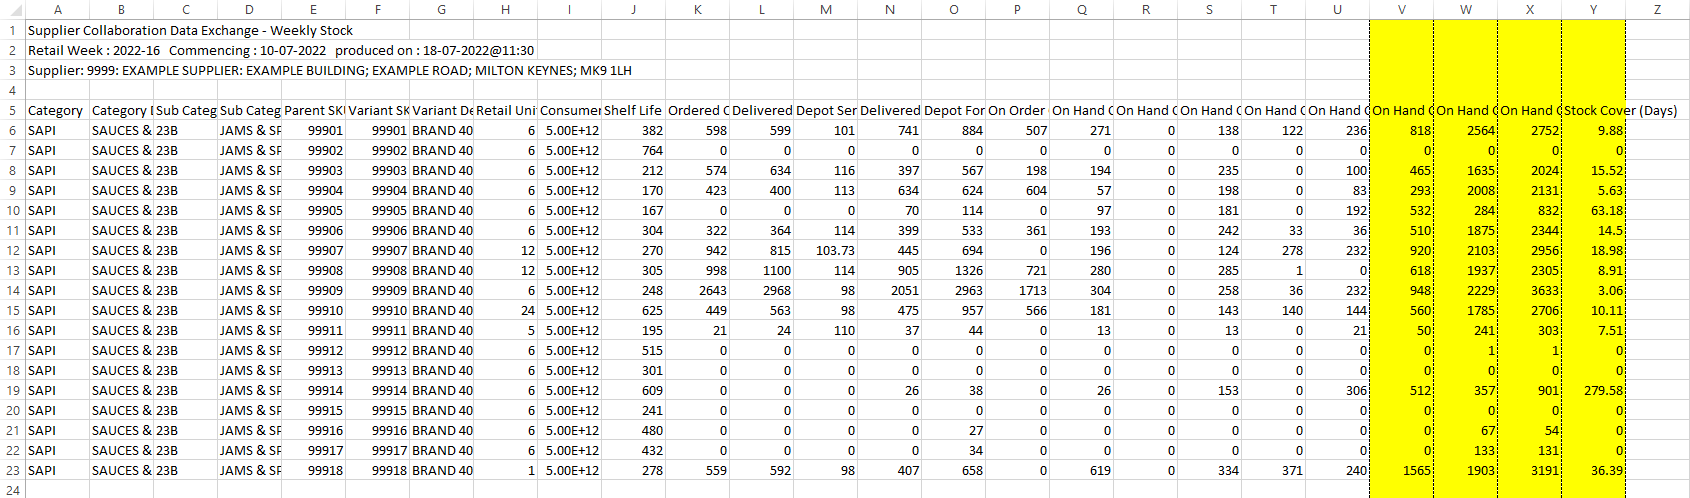 A B C D E F G H I J K L M N O P Q R S T U V W X Y Z
1 Supplier Collaboration Data Exchange - Weekly Stock
2 Retail Week : 2022-16 Commencing : 10-07-2022 produced on : 18-07-2022@11:30
3 Supplier: 9999: EXAMPLE SUPPLIER: EXAMPLE BUILDING; EXAMPLE ROAD; MILTON KEYNES; MK9 1LH
4
5 Category Category Sub Categ Sub Categ Parent SK Variant SK Variant De Retail Uni Consumer Shelf Life Ordered C Delivered Depot Ser Delivered Depot For On Order On Hand C On Hand C On Hand C On Hand C On Hand C On Hand C On Hand C On Hand C Stock Cover (Days)
6 SAPI SAUCES & 23B JAMS & SF 99901 99901 BRAND 40 6 5.00E+12 382 598 599 101 741 884 507 271 0 138 122 236 818 2564 2752 9.88
7 SAPI SAUCES & 23B JAMS & SF 99902 99902 BRAND 40 6 5.00E+12 764 0 0 0 0 0 0 0 0 0 0 0 0 0 0 0
8 SAPI SAUCES & 23B JAMS & SF 99903 99903 BRAND 40 6 5.00E+12 212 574 634 116 397 567 198 194 0 235 0 100 465 1635 2024 15.52
9 SAPI SAUCES & 23B JAMS & SF 99904 99904 BRAND 40 6 5.00E+12 170 423 400 113 634 624 604 57 0 198 0 83 293 2008 2131 5.63
10 SAPI SAUCES & 23B JAMS & SF 99905 99905 BRAND 40 6 5.00E+12 167 0 0 0 70 114 0 97 0 181 0 192 532 284 832 63.18
11 SAPI SAUCES & 23B JAMS & SF 99906 99906 BRAND 40 6 5.00E+12 304 322 364 114 399 533 361 193 0 242 33 36 510 1875 2344 14.5
12 SAPI SAUCES & 23B JAMS & SF 99907 99907 BRAND 40 12 5.00E+12 270 942 815 103.73 445 694 0 196 0 124 278 232 920 2103 2956 18.98
13 SAPI SAUCES & 23B JAMS & SF 99908 99908 BRAND 40 12 5.00E+12 305 998 1100 114 905 1326 721 280 0 285 1 0 618 1937 2305 8.91
14 SAPI SAUCES & 23B JAMS & SF 99909 99909 BRAND 40 6 5.00E+12 248 2643 2968 98 2051 2963 1713 304 0 258 36 232 948 2229 3633 3.06
15 SAPI SAUCES & 23B JAMS & SF 99910 99910 BRAND 40 24 5.00E+12 625 449 563 98 475 957 566 181 0 143 140 144 560 1785 2706 10.11
16 SAPI SAUCES & 23B JAMS & SF 99911 99911 BRAND 40 5 5.00E+12 195 21 24 110 37 44 0 13 0 13 0 21 50 241 303 7.51
17 SAPI SAUCES & 23B JAMS & SF 99912 99912 BRAND 40 6 5.00E+12 515 0 0 0 0 0 0 0 0 0 0 0 0 1 1 0
18 SAPI SAUCES & 23B JAMS & SF 99913 99913 BRAND 40 6 5.00E+12 301 0 0 0 0 0 0 0 0 0 0 0 0 0 0 0
19 SAPI SAUCES & 23B JAMS & SF 99914 99914 BRAND 40 6 5.00E+12 609 0 0 0 26 38 0 26 0 153 0 306 512 357 901 279.58
20 SAPI SAUCES & 23B JAMS & SF 99915 99915 BRAND 40 6 5.00E+12 241 0 0 0 0 0 0 0 0 0 0 0 0 0 0 0
21 SAPI SAUCES & 23B JAMS & SF 99916 99916 BRAND 40 6 5.00E+12 480 0 0 0 0 27 0 0 0 0 0 0 0 67 54 0
22 SAPI SAUCES & 23B JAMS & SF 99917 99917 BRAND 40 6 5.00E+12 432 0 0 0 0 34 0 0 0 0 0 0 0 133 131 0
23 SAPI SAUCES & 23B JAMS & SF 99918 99918 BRAND 40 1 5.00E+12 278 559 592 98 407 658 0 619 0 334 371 240 1565 1903 3191 36.39
24